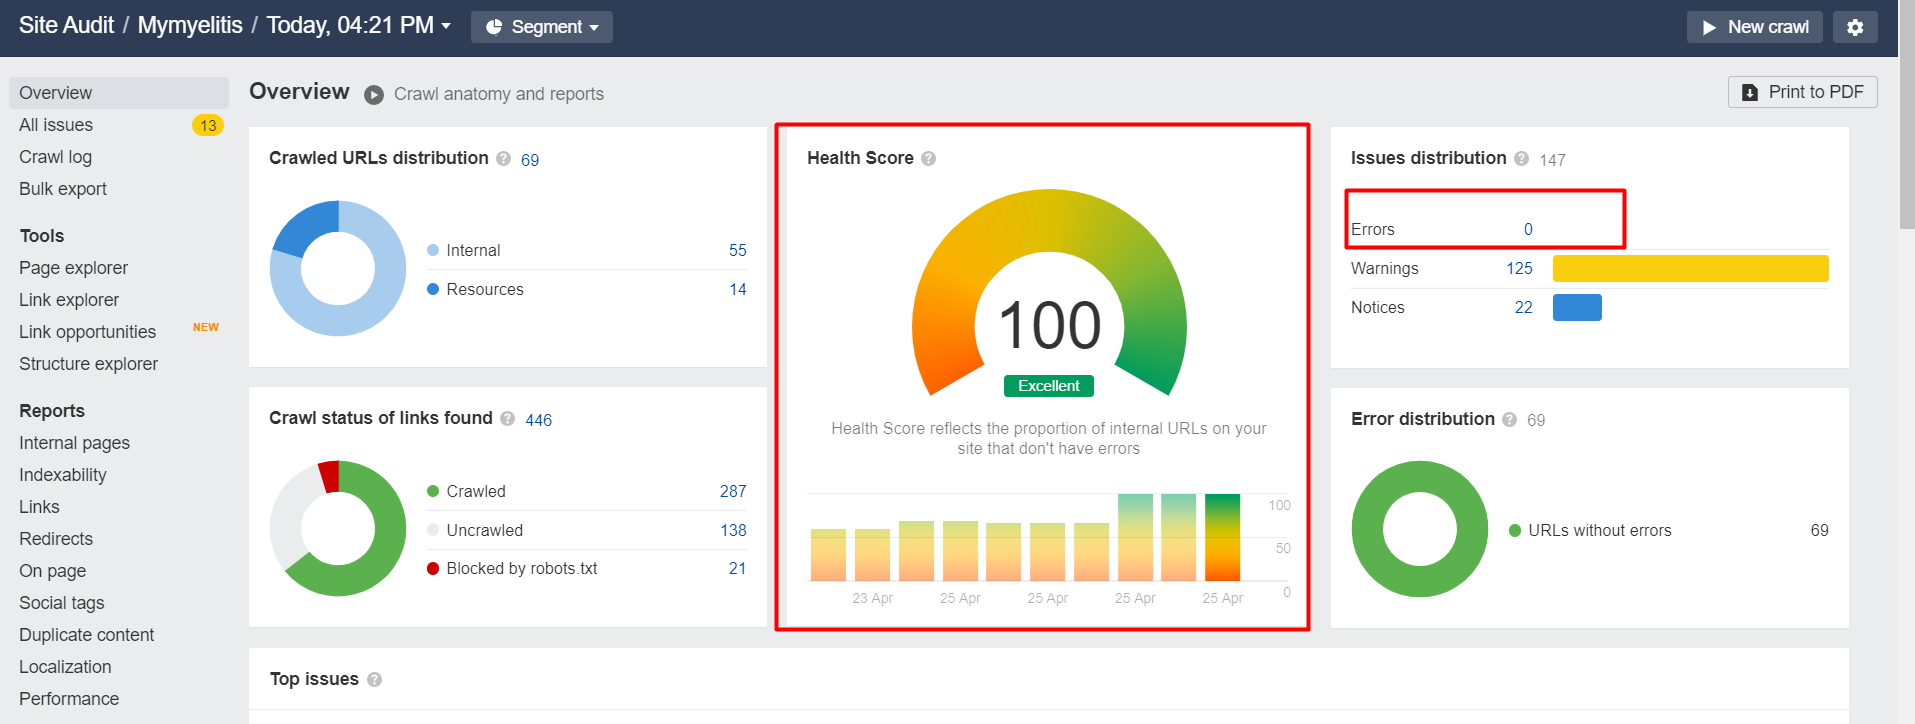 Site Audit / Mymyelitis / Today, 04:21 PM
Segment
New crawl
Overview
All issues 13
Crawl log
Bulk export
Tools
Page explorer
Link explorer
Link opportunities NEW
Structure explorer
Reports
Internal pages
Indexability
Links
Redirects
On page
Social tags
Duplicate content
Localization
Performance
Overview Crawl anatomy and reports
Print to PDF
Crawled URLs distribution ? 69
Internal 55
Resources 14
Crawl status of links found ? 446
Crawled 287
Uncrawled 138
Blocked by robots.txt 21
Health Score ?
100
Excellent
Health Score reflects the proportion of internal URLs on your
site that don't have errors
100
50
0
23 Apr 25 Apr 25 Apr 25 Apr 25 Apr
Issues distribution ? 147
Errors 0
Warnings 125
Notices 22
Error distribution ? 69
URLs without errors 69
Top issues ?